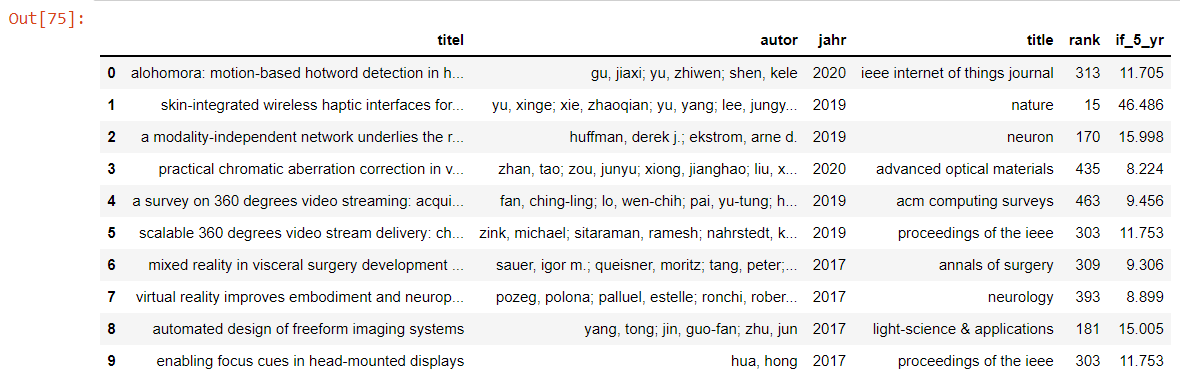 Out[75]:
titel autor jahr title rank if_5_yr
0 alohomora: motion-based hotword detection in h... gu, jiaxi; yu, zhiwen; shen, kele 2020 ieee internet of things journal 313 11.705
1 skin-integrated wireless haptic interfaces for... yu, xinge; xie, zhaoqian; yu, yang; lee, jungy... 2019 nature 15 46.486
2 a modality-independent network underlies the r... huffman, derek j.; ekstrom, arne d. 2019 neuron 170 15.998
3 practical chromatic aberration correction in v... zhan, tao; zou, junyu; xiong, jianghao; liu, x... 2020 advanced optical materials 435 8.224
4 a survey on 360 degrees video streaming: acqui... fan, ching-ling; lo, wen-chih; pai, yu-tung; h... 2019 acm computing surveys 463 9.456
5 scalable 360 degrees video stream delivery: ch... zink, michael; sitaraman, ramesh; nahrstedt, k... 2019 proceedings of the ieee 303 11.753
6 mixed reality in visceral surgery development ... sauer, igor m.; queisner, moritz; tang, peter;... 2017 annals of surgery 309 9.306
7 virtual reality improves embodiment and neurop... pozeg, polona; palluel, estelle; ronchi, rober... 2017 neurology 393 8.899
8 automated design of freeform imaging systems yang, tong; jin, guo-fan; zhu, jun 2017 light-science & applications 181 15.005
9 enabling focus cues in head-mounted displays hua, hong 2017 proceedings of the ieee 303 11.753